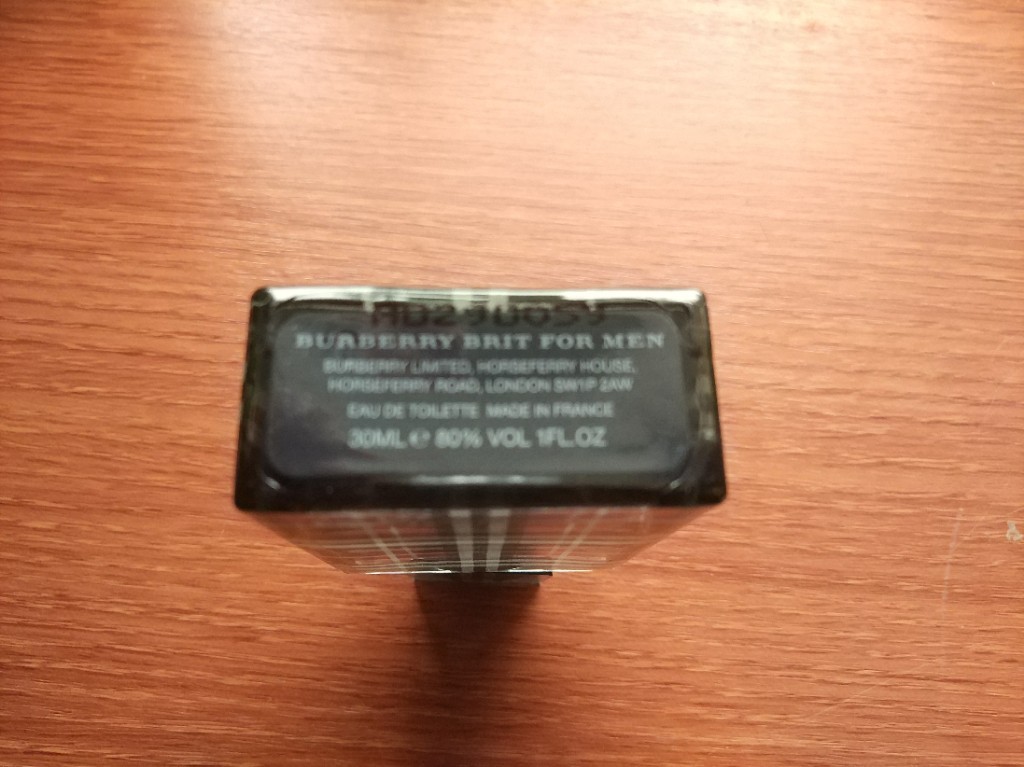 BURBERRY BRIT FOR MEN
BURBERRY LIMITED, HORSEFERRY HOUSE,
HORSEFERRY ROAD, LONDON SW1P 2AW
EAU DE TOILETTE MADE IN FRANCE
30ML ℮ 80% VOL 1FL.OZ